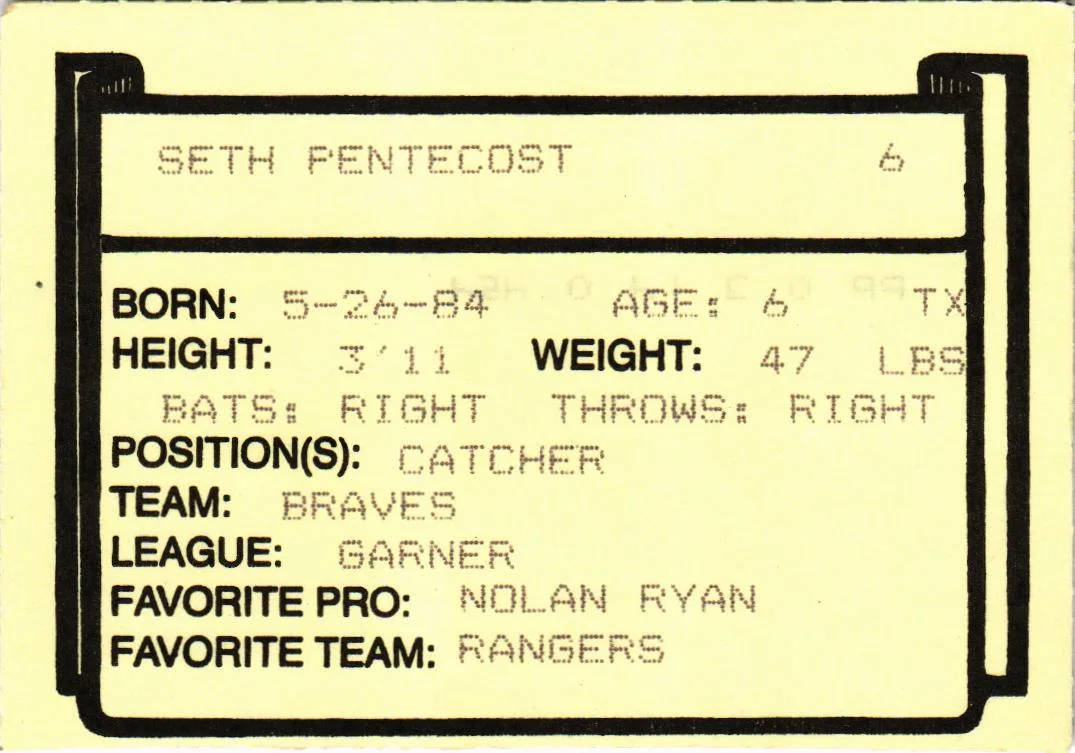 SETH PENTECOST 6
BORN: 5-26-84 AGE: 6 TX
HEIGHT: 3'11 WEIGHT: 47 LBS
BATS: RIGHT THROWS: RIGHT
POSITION(S): CATCHER
TEAM: BRAVES
LEAGUE: GARNER
FAVORITE PRO: NOLAN RYAN
FAVORITE TEAM: RANGERS